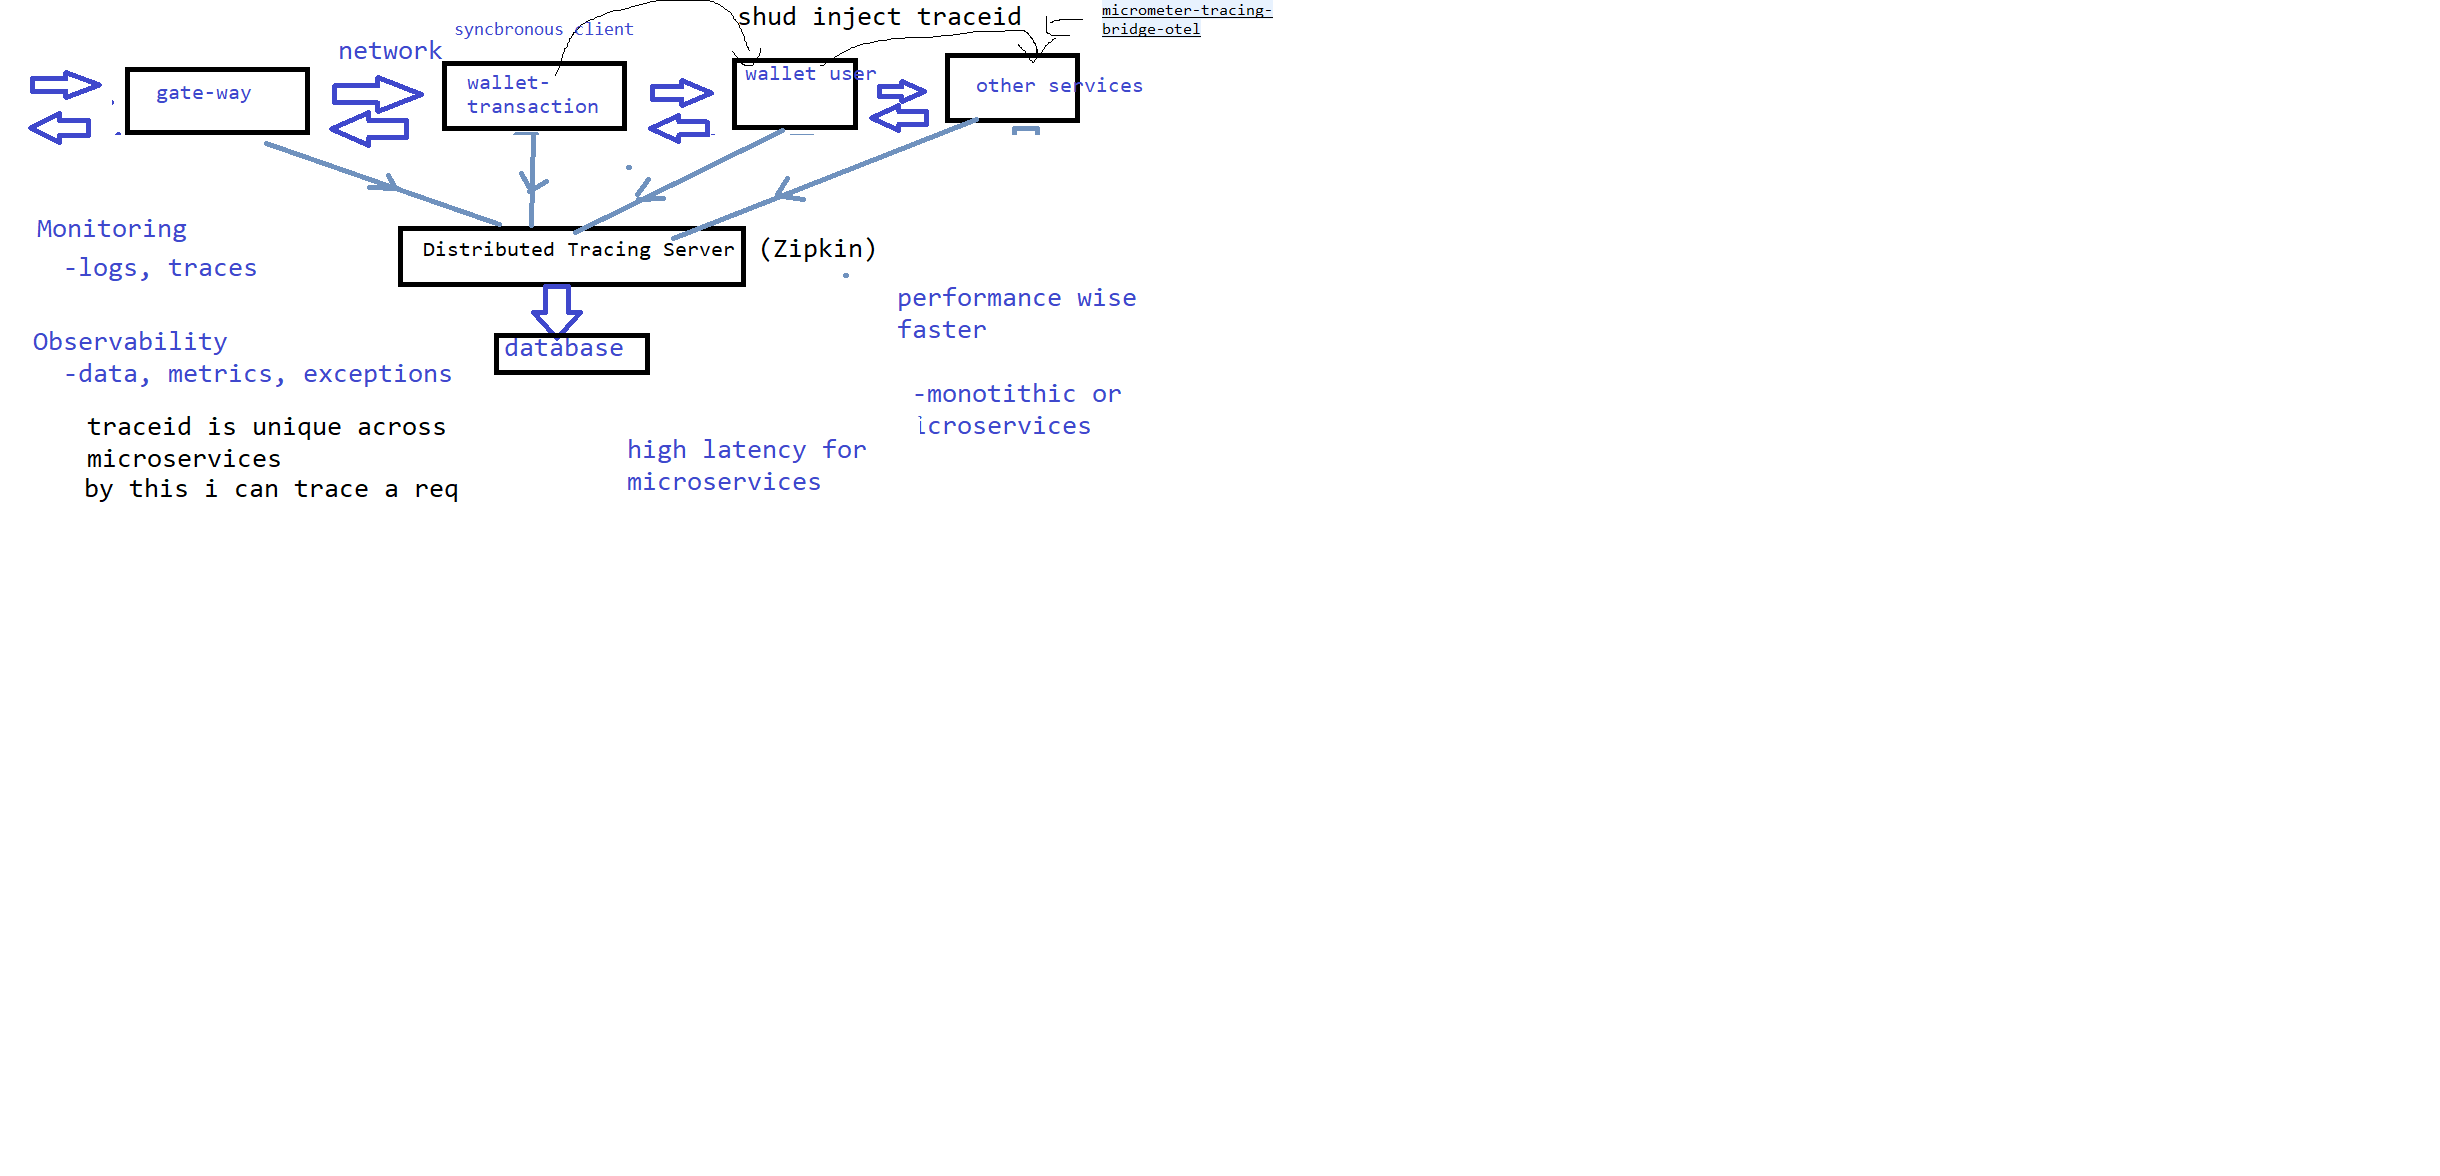 shud inject traceid
micrometer-tracing-
bridge-otel
syncbronous client
network
gate-way
wallet-
transaction
wallet user
other services
Monitoring
-logs, traces
Distributed Tracing Server
(Zipkin)
performance wise
faster
Observability
-data, metrics, exceptions
database
-monotithic or
icroservices
traceid is unique across
microservices
by this i can trace a req
high latency for
microservices